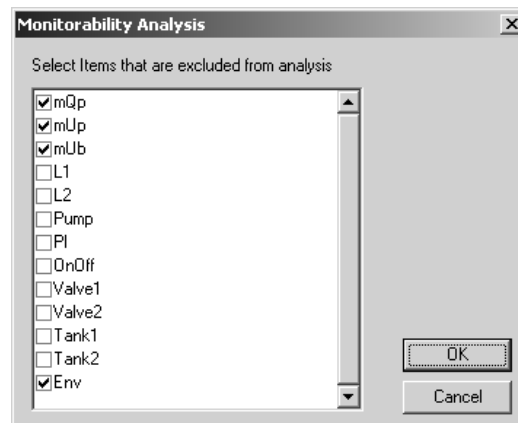 Monitorability Analysis
Select Items that are excluded from analysis
mQp
mUp
mUb
L1
L2
Pump
PI
OnOff
Valve1
Valve2
Tank1
Tank2
Env
OK
Cancel